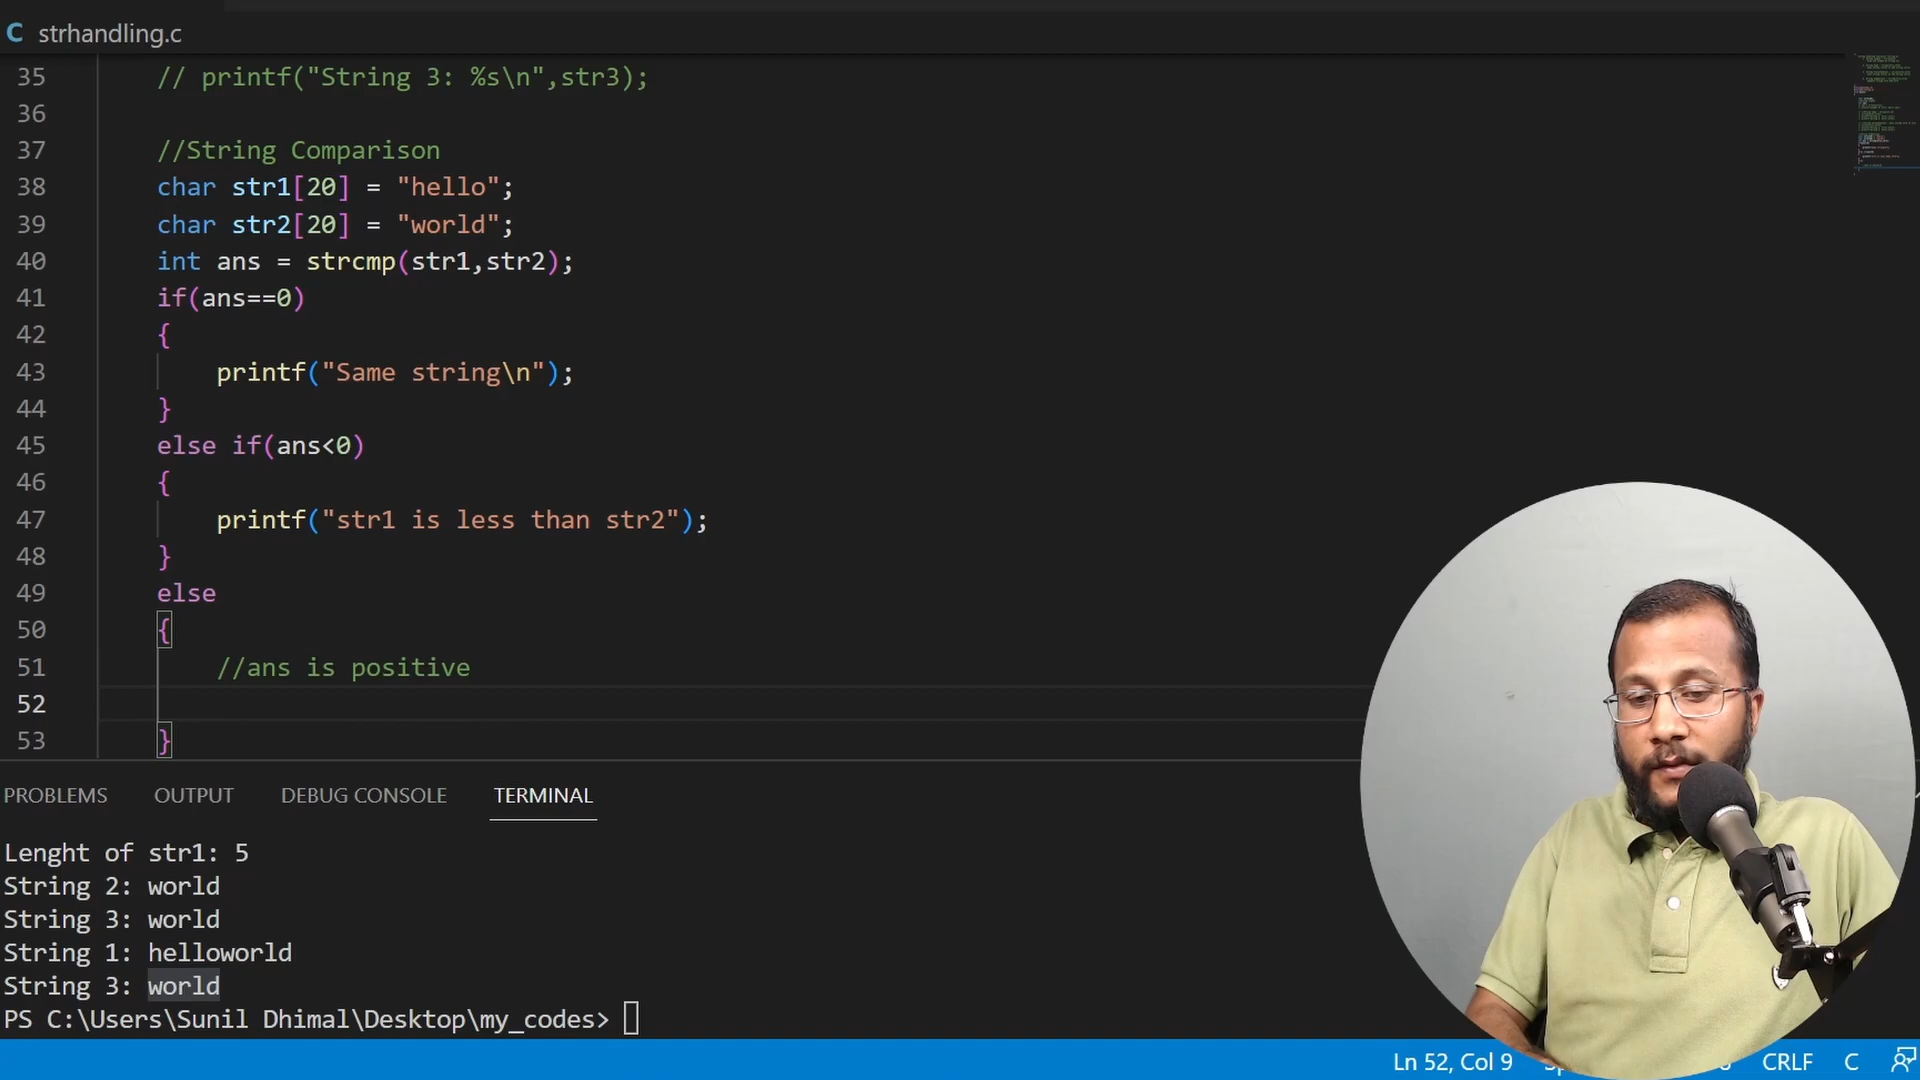 C strhandling.c
35 // printf("String 3: %s\n",str3);
36
37 //String Comparison
38 char str1[20] = "hello";
39 char str2[20] = "world";
40 int ans = strcmp(str1,str2);
41 if(ans==0)
42 {
43 printf("Same string\n");
44 }
45 else if(ans<0)
46 {
47 printf("str1 is less than str2");
48 }
49 else
50 {
51 //ans is positive
52
53 }
PROBLEMS OUTPUT DEBUG CONSOLE TERMINAL
Lenght of str1: 5
String 2: world
String 3: world
String 1: helloworld
String 3: world
PS C:\Users\Sunil Dhimal\Desktop\my_codes>
Ln 52, Col 9 CRLF C